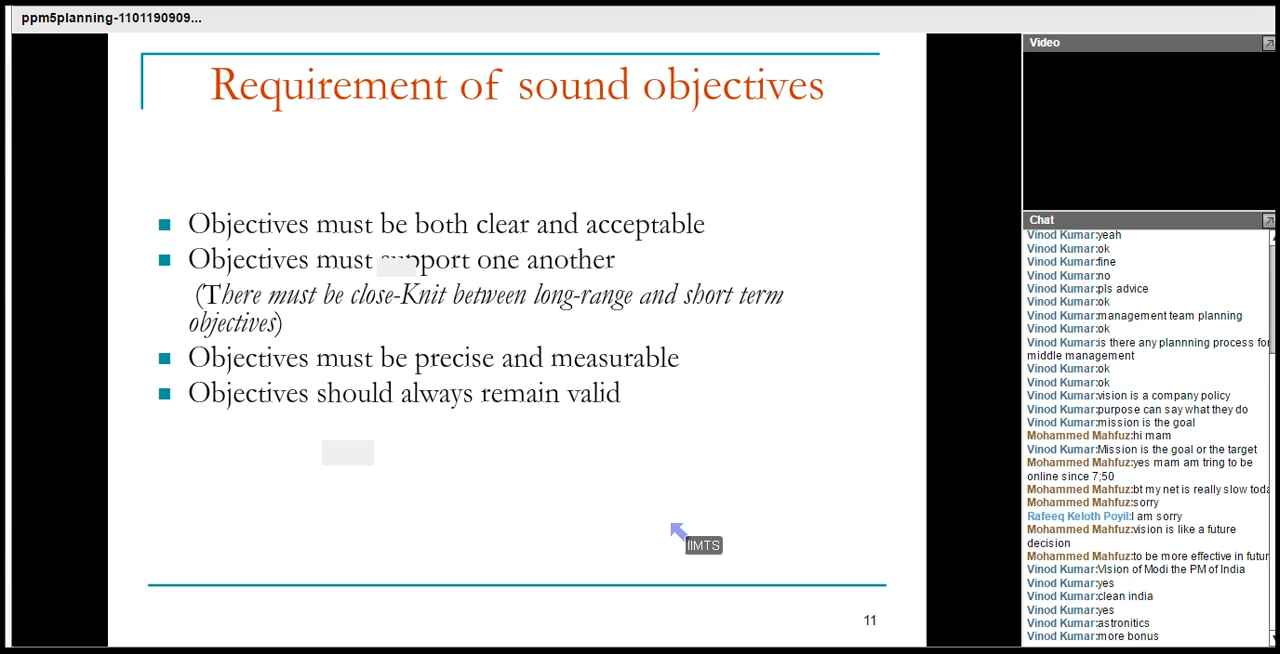 ppm5planning-1101190909...
Requirement of sound objectives
Objectives must be both clear and acceptable
Objectives must support one another
(There must be close-Knit between long-range and short term
objectives)
Objectives must be precise and measurable
Objectives should always remain valid
IIMTS
11
Video
Chat
Vinod Kumar:yeah
Vinod Kumar:ok
Vinod Kumar:fine
Vinod Kumar:no
Vinod Kumar:pls advice
Vinod Kumar:ok
Vinod Kumar:management team planning
Vinod Kumar:ok
Vinod Kumar:is there any plannning process for
middle management
Vinod Kumar:ok
Vinod Kumar:ok
Vinod Kumar:vision is a company policy
Vinod Kumar:purpose can say what they do
Vinod Kumar:mission is the goal
Mohammed Mahfuz:hi mam
Vinod Kumar:Mission is the goal or the target
Mohammed Mahfuz:yes mam am tring to be
online since 7;50
Mohammed Mahfuz:bt my net is really slow toda
Mohammed Mahfuz:sorry
Rafeeq Keloth Poyil:I am sorry
Mohammed Mahfuz:vision is like a future
decision
Mohammed Mahfuz:to be more effective in futur
Vinod Kumar:Vision of Modi the PM of India
Vinod Kumar:yes
Vinod Kumar:clean india
Vinod Kumar:yes
Vinod Kumar:astronitics
Vinod Kumar:more bonus